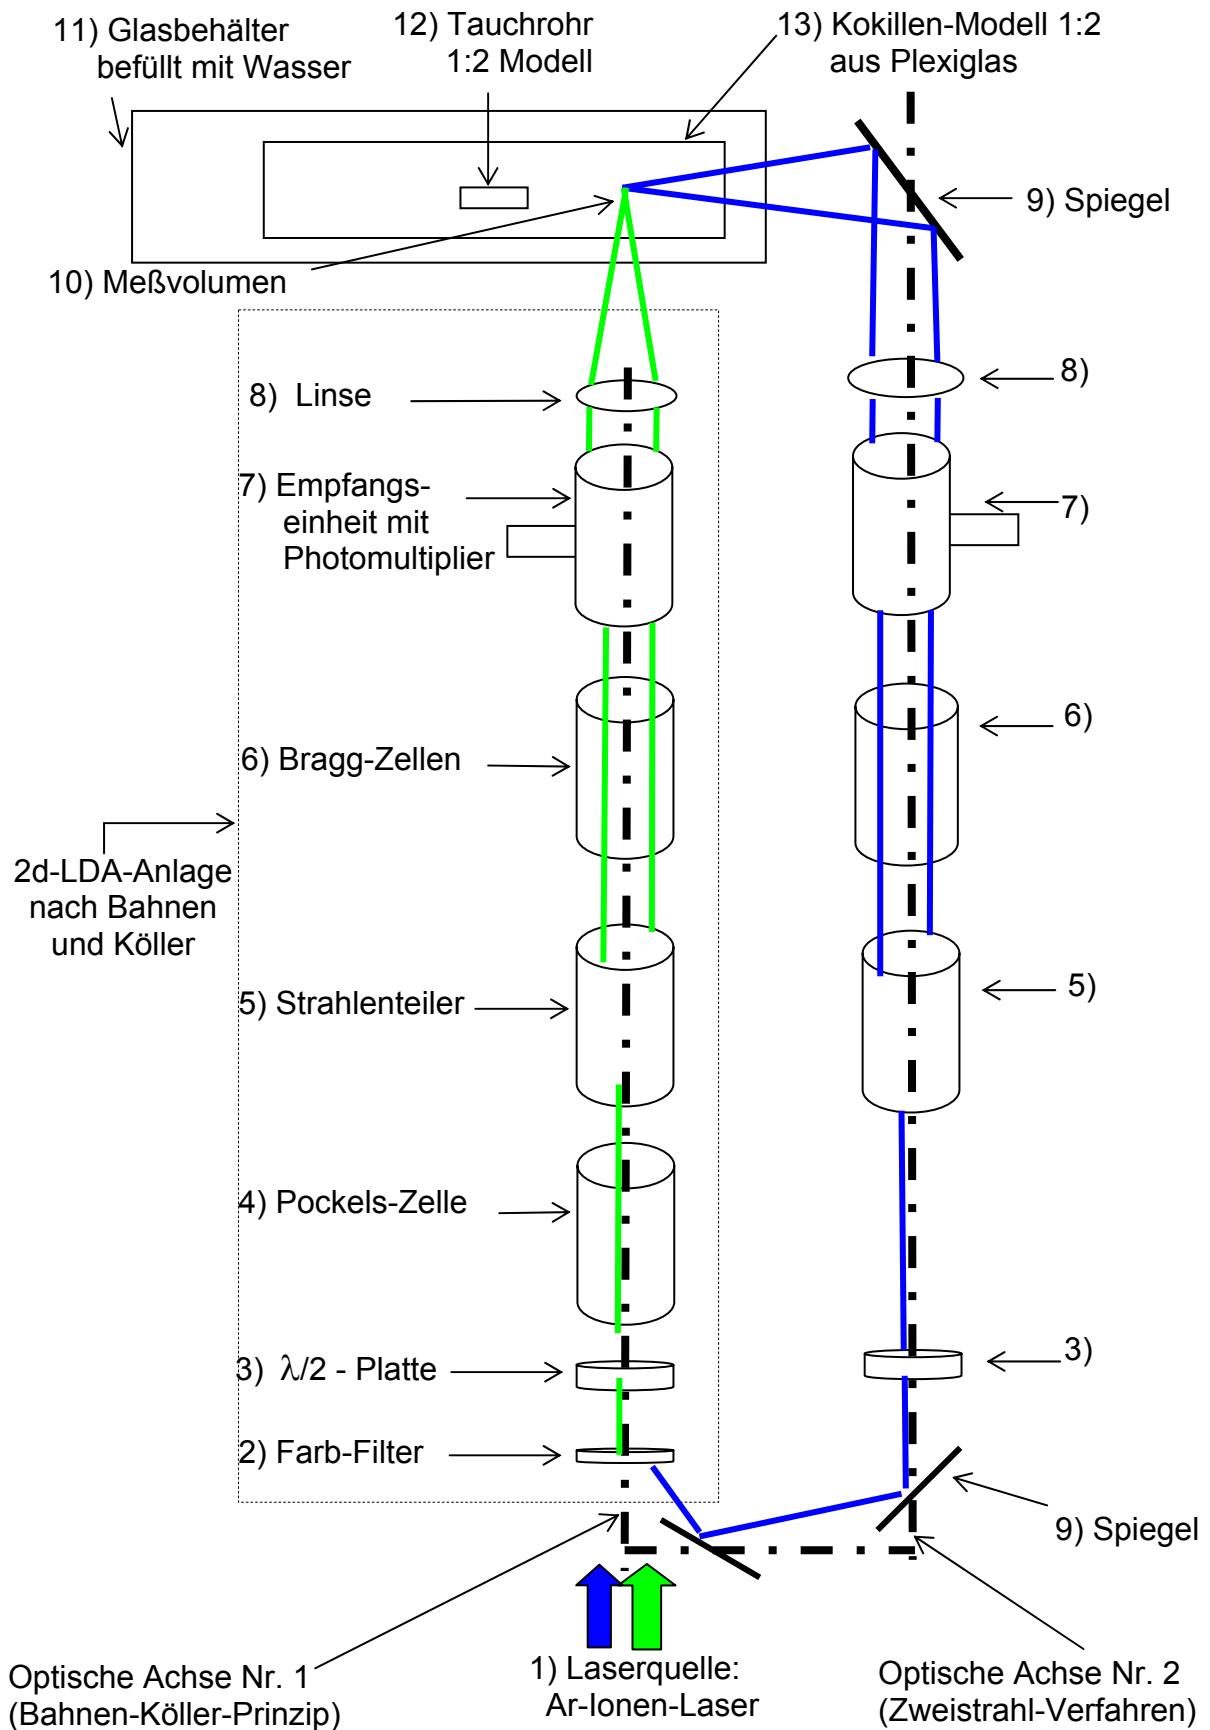 11) Glasbehälter
befüllt mit Wasser
12) Tauchrohr
1:2 Modell
13) Kokillen-Modell 1:2
aus Plexiglas
9) Spiegel
10) Meßvolumen
8) Linse
8)
7) Empfangs-
einheit mit
Photomultiplier
7)
6) Bragg-Zellen
6)
2d-LDA-Anlage
nach Bahnen
und Köller
5) Strahlenteiler
5)
4) Pockels-Zelle
3) λ/2 - Platte
3)
2) Farb-Filter
9) Spiegel
Optische Achse Nr. 1
(Bahnen-Köller-Prinzip)
1) Laserquelle:
Ar-Ionen-Laser
Optische Achse Nr. 2
(Zweistrahl-Verfahren)